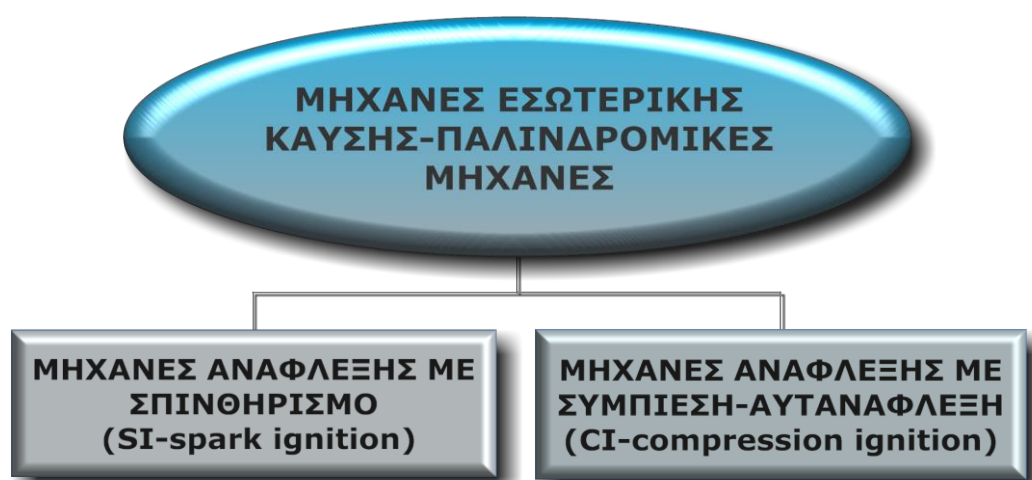 ΜΗΧΑΝΕΣ ΕΣΩΤΕΡΙΚΗΣ
ΚΑΥΣΗΣ-ΠΑΛΙΝΔΡΟΜΙΚΕΣ
ΜΗΧΑΝΕΣ
ΜΗΧΑΝΕΣ ΑΝΑΦΛΕΞΗΣ ΜΕ
ΣΠΙΝΘΗΡΙΣΜΟ
(SI-spark ignition)
ΜΗΧΑΝΕΣ ΑΝΑΦΛΕΞΗΣ ΜΕ
ΣΥΜΠΙΕΣΗ-ΑΥΤΑΝΑΦΛΕΞΗ
(CI-compression ignition)